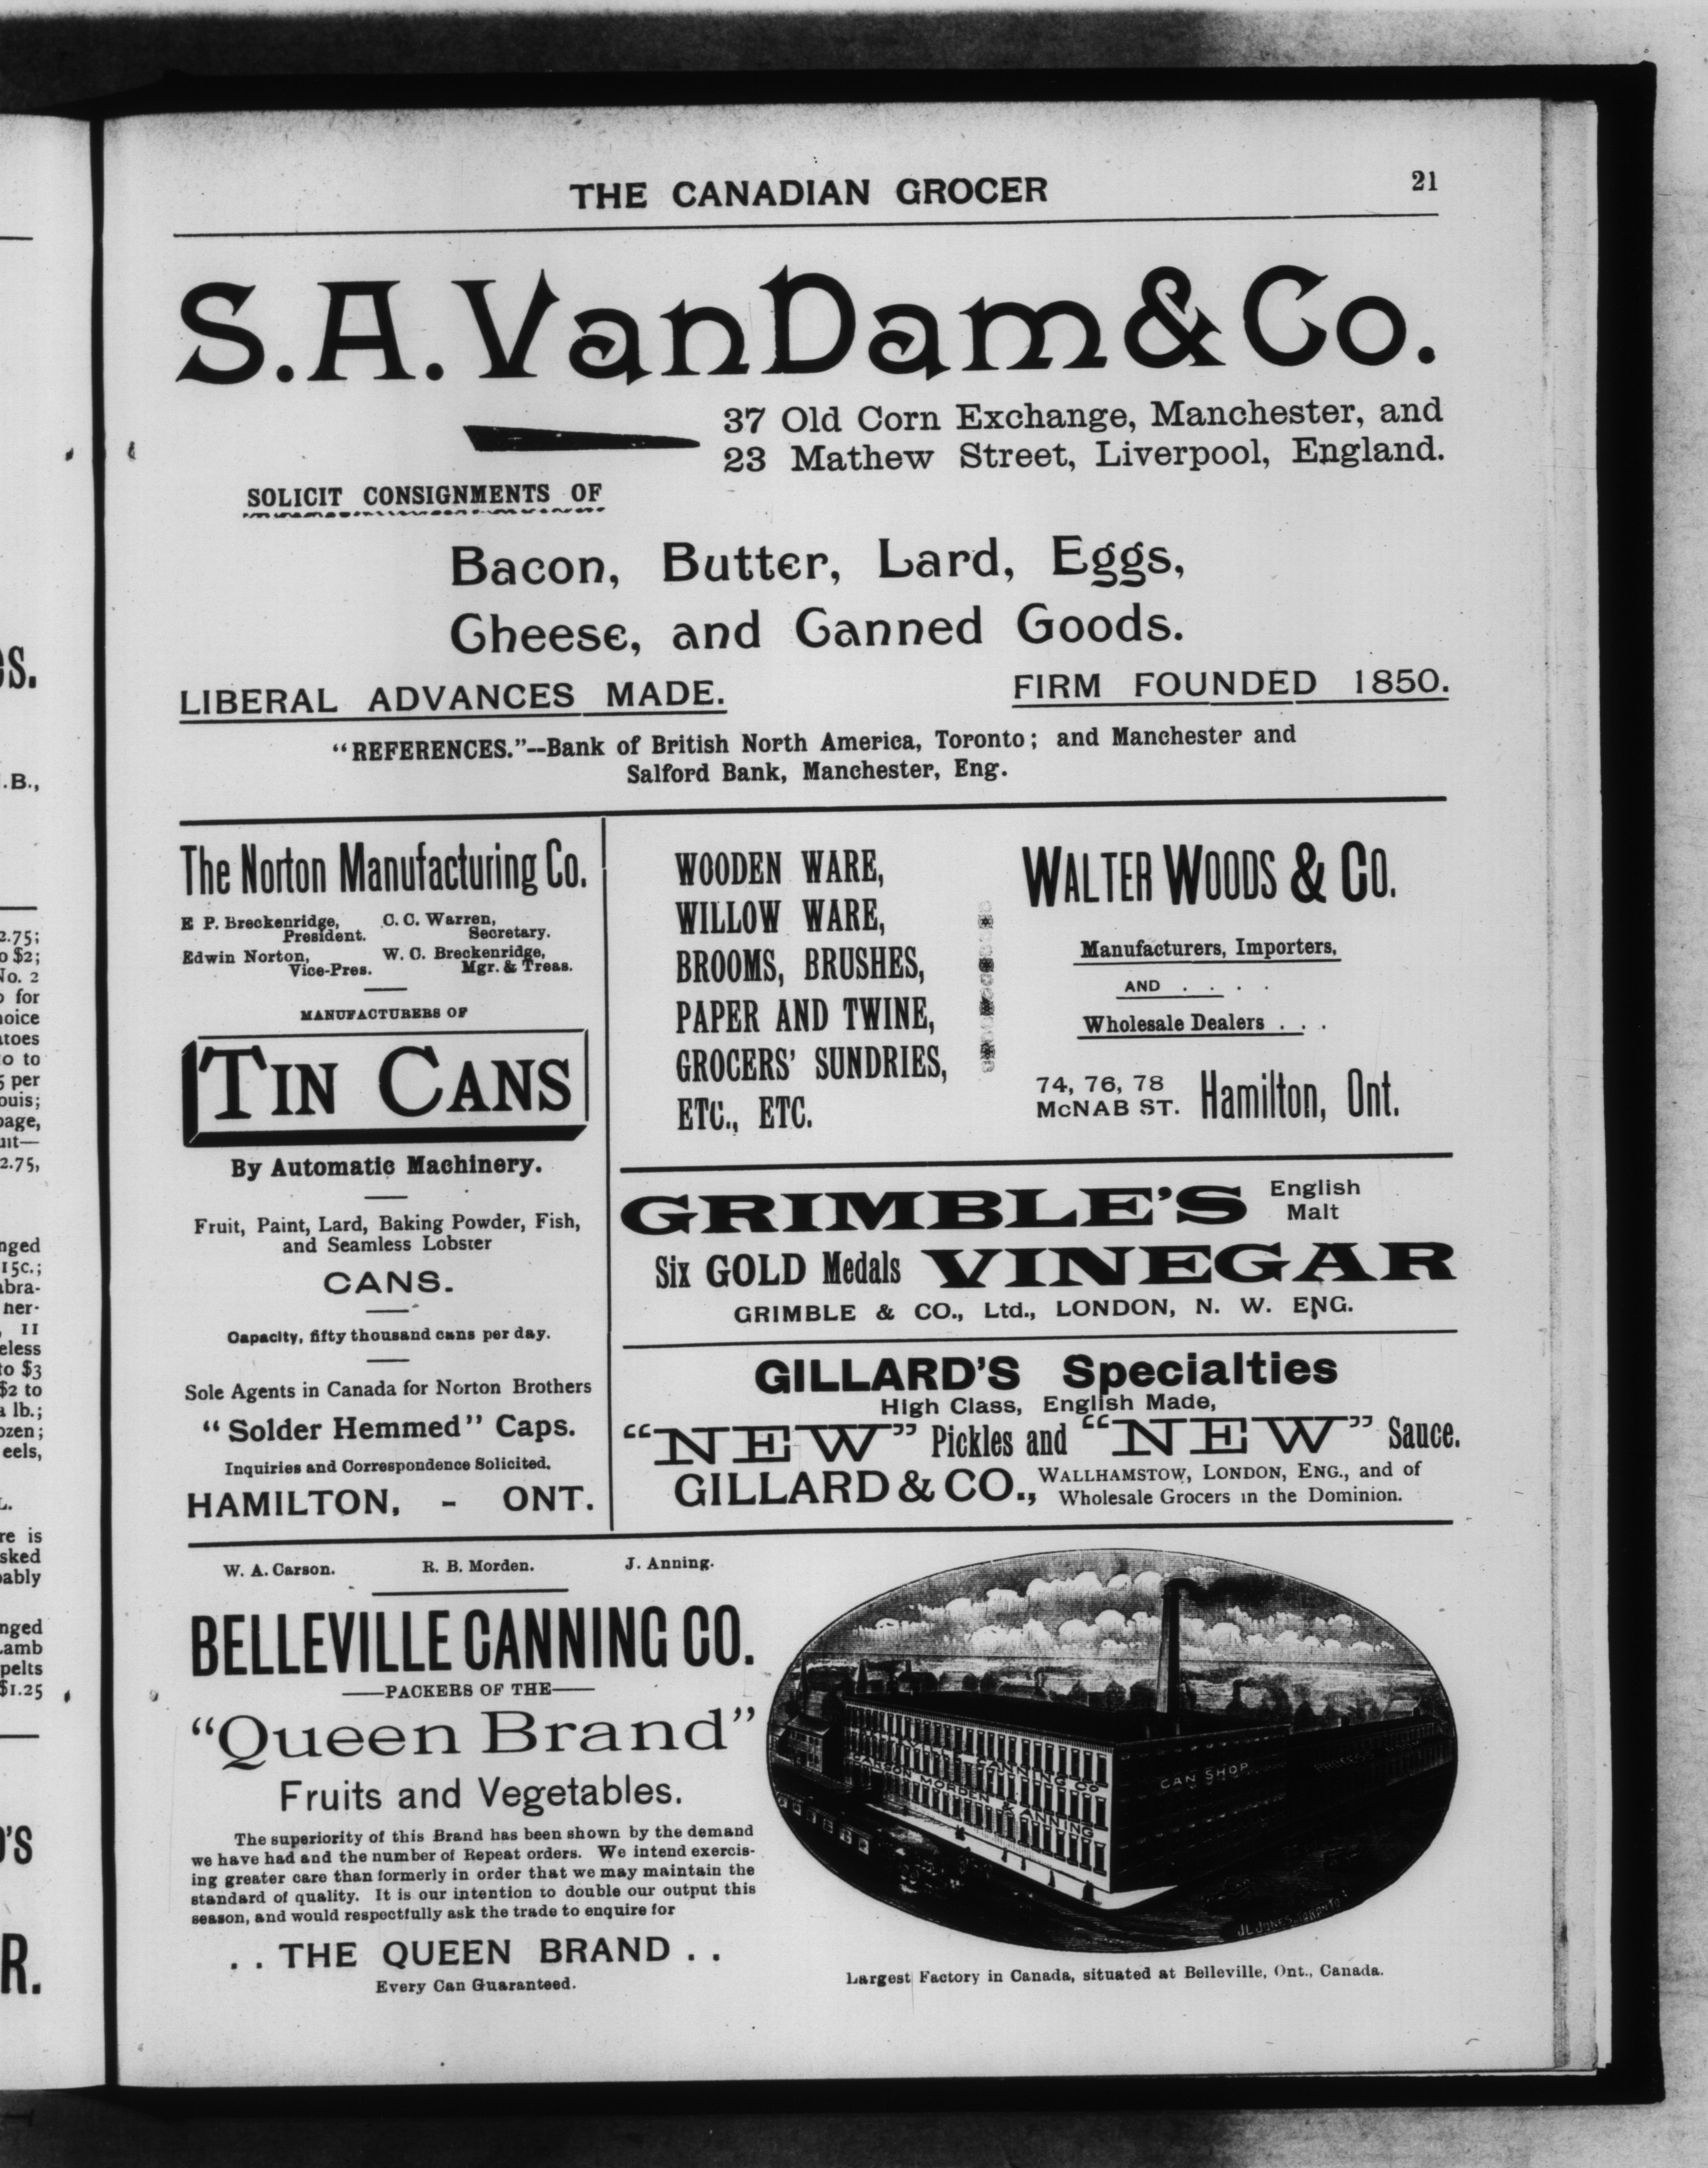 THE CANADIAN GROCER 21
S. A. VanDam & Co.
37 Old Corn Exchange, Manchester, and
23 Mathew Street, Liverpool, England.
SOLICIT CONSIGNMENTS OF
Bacon, Butter, Lard, Eggs,
Cheese, and Canned Goods.
LIBERAL ADVANCES MADE. FIRM FOUNDED 1850.
"REFERENCES."--Bank of British North America, Toronto; and Manchester and
Salford Bank, Manchester, Eng.
The Norton Manufacturing Co.
E P. Breckenridge, C. C. Warren,
President. Secretary.
Edwin Norton, W. C. Breckenridge,
Vice-Pres. Mgr. & Treas.
MANUFACTURERS OF
TIN CANS
By Automatic Machinery.
Fruit, Paint, Lard, Baking Powder, Fish,
and Seamless Lobster
CANS.
Capacity, fifty thousand cans per day.
Sole Agents in Canada for Norton Brothers
"Solder Hemmed" Caps.
Inquiries and Correspondence Solicited.
HAMILTON, - ONT.
WOODEN WARE,
WILLOW WARE,
BROOMS, BRUSHES,
PAPER AND TWINE,
GROCERS' SUNDRIES,
ETC., ETC.
WALTER WOODS & CO.
Manufacturers, Importers,
AND . . . .
Wholesale Dealers . . .
74, 76, 78
McNAB ST. Hamilton, Ont.
GRIMBLE'S English
Malt
Six GOLD Medals VINEGAR
GRIMBLE & CO., Ltd., LONDON, N. W. ENG.
GILLARD'S Specialties
High Class, English Made,
"NEW" Pickles and "NEW" Sauce.
GILLARD & CO., WALLHAMSTOW, LONDON, ENG., and of
Wholesale Grocers in the Dominion.
W. A. Carson. R. B. Morden. J. Anning.
BELLEVILLE CANNING CO.
PACKERS OF THE
"Queen Brand"
Fruits and Vegetables.
The superiority of this Brand has been shown by the demand
we have had and the number of Repeat orders. We intend exercis-
ing greater care than formerly in order that we may maintain the
standard of quality. It is our intention to double our output this
season, and would respectfully ask the trade to enquire for
. . THE QUEEN BRAND . .
Every Can Guaranteed.
BELLEVILLE CANNING CO
CARSON MORDEN & ANNING
CAN SHOP
J.L. JONES TORONTO
Largest Factory in Canada, situated at Belleville, Ont., Canada.